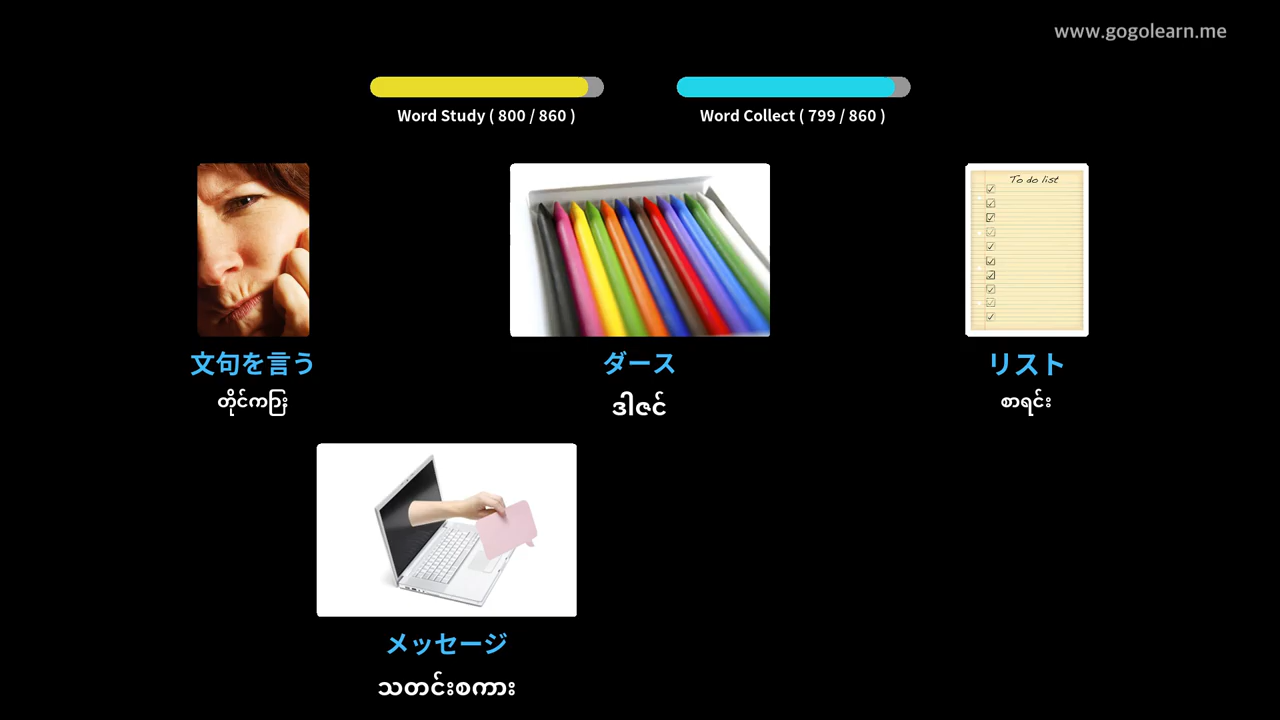 www.gogolearn.me
Word Study ( 800 / 860 )
Word Collect ( 799 / 860 )
To do list
文句を言う
ダース
リスト
တိုင်ကြား
ဒါဇင်
စာရင်း
メッセージ
သတင်းစကား